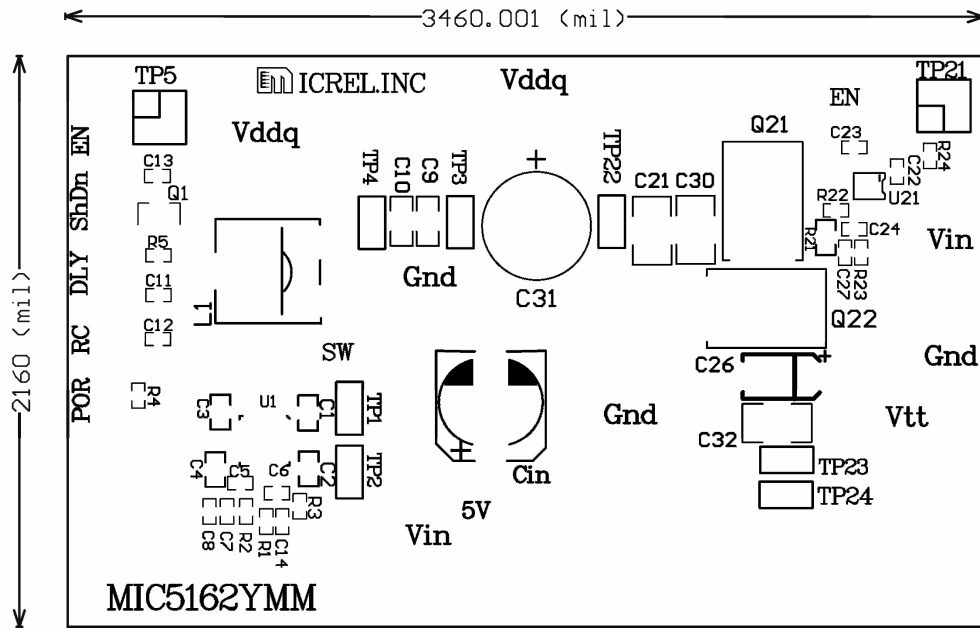 3460.001 (mil)
2160 (mil)
TP5
ICREL.INC
Vddq
TP21
EN
EN
Vddq
Q21
C23
R24
C22
C13
TP4
C10
C9
TP3
TP22
C21
C30
U21
ShDn
Q1
R22
C24
Vin
R21
R5
DLY
Gnd
C27
R23
C11
C31
L1
Q22
C12
RC
SW
C26
Gnd
POR
R4
C3
U1
C1
TP1
Gnd
Vtt
C32
C4
C5
C6
C2
TP2
Cin
TP23
TP24
C8
C7
R2
R1
C14
R3
5V
Vin
MIC5162YMM